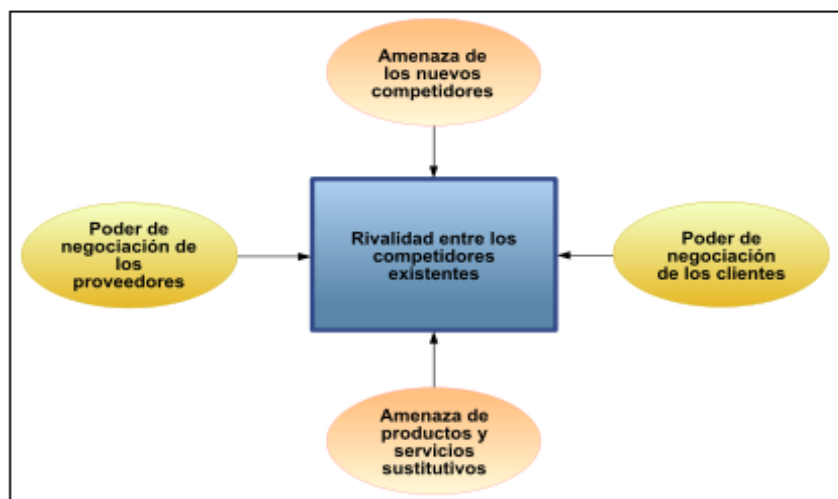 Amenaza de
los nuevos
competidores
Poder de
negociación de
los
proveedores
Rivalidad entre los
competidores
existentes
Poder de
negociación
de los clientes
Amenaza de
productos y
servicios
sustitutivos